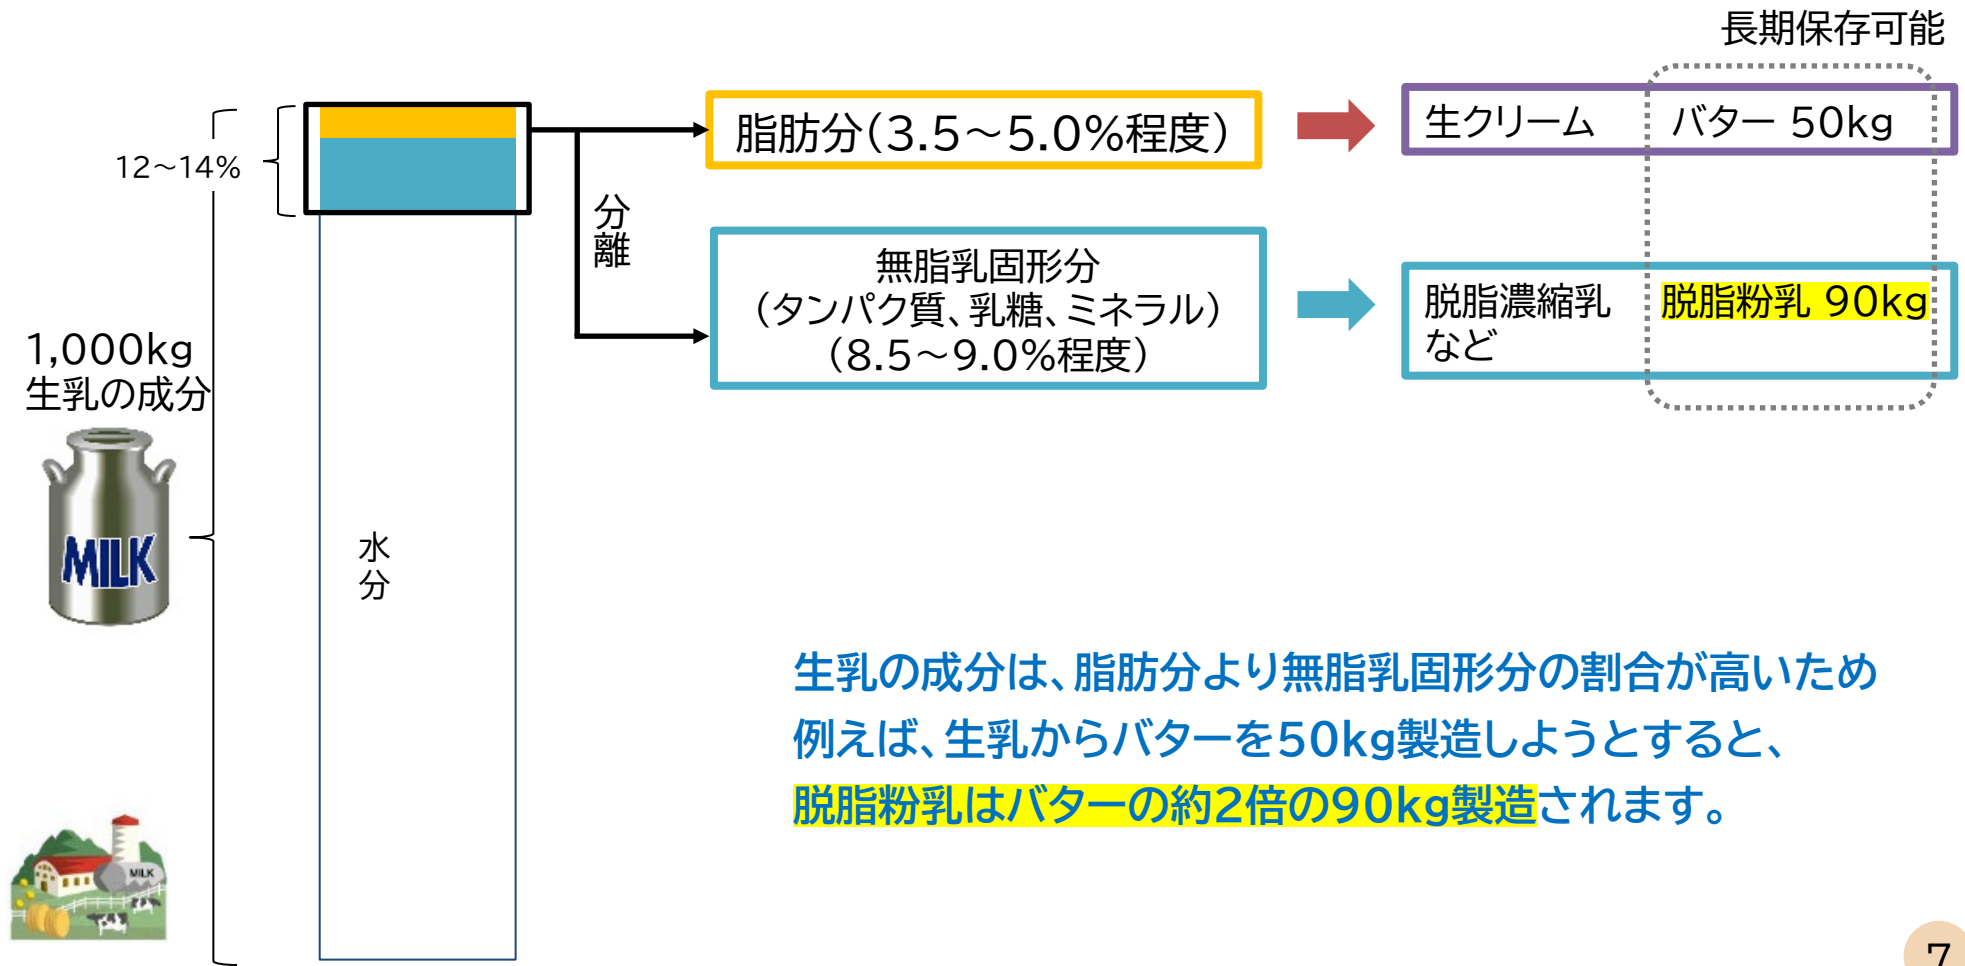 長期保存可能
12～14%
脂肪分(3.5～5.0%程度)
生クリーム
バター 50kg
分離
無脂乳固形分
(タンパク質、乳糖、ミネラル)
(8.5～9.0%程度)
脱脂濃縮乳
など
脱脂粉乳 90kg
1,000kg
生乳の成分
MILK
水分
生乳の成分は、脂肪分より無脂乳固形分の割合が高いため
例えば、生乳からバターを50kg製造しようとすると、
脱脂粉乳はバターの約2倍の90kg製造されます。
MILK
7